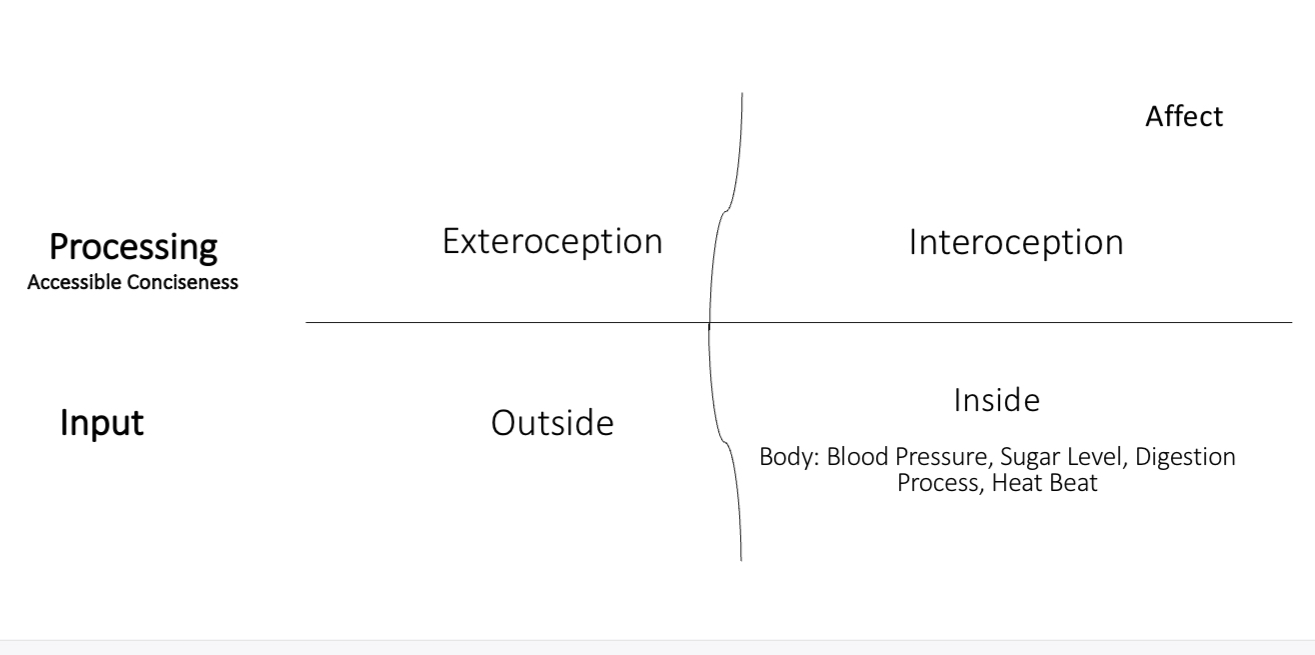 Affect
Processing
Accessible Conciseness
Exteroception
Interoception
Input
Outside
Inside
Body: Blood Pressure, Sugar Level, Digestion
Process, Heat Beat